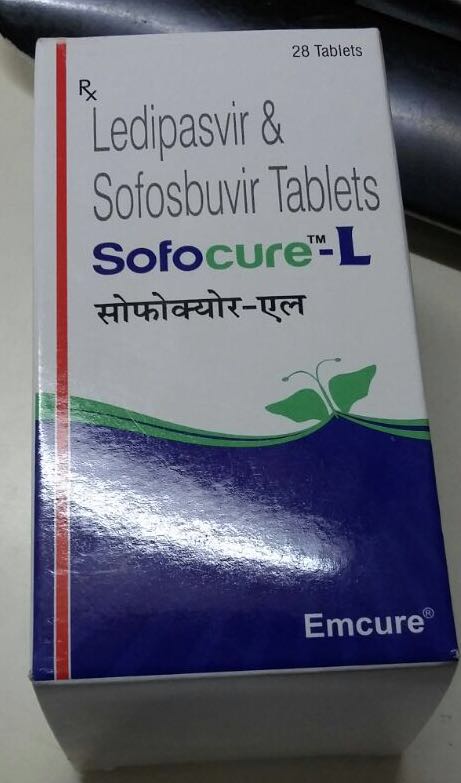 28 Tablets
Rx
Ledipasvir &
Sofosbuvir Tablets
Sofocure™-L
सोफोक्योर-एल
Emcure®